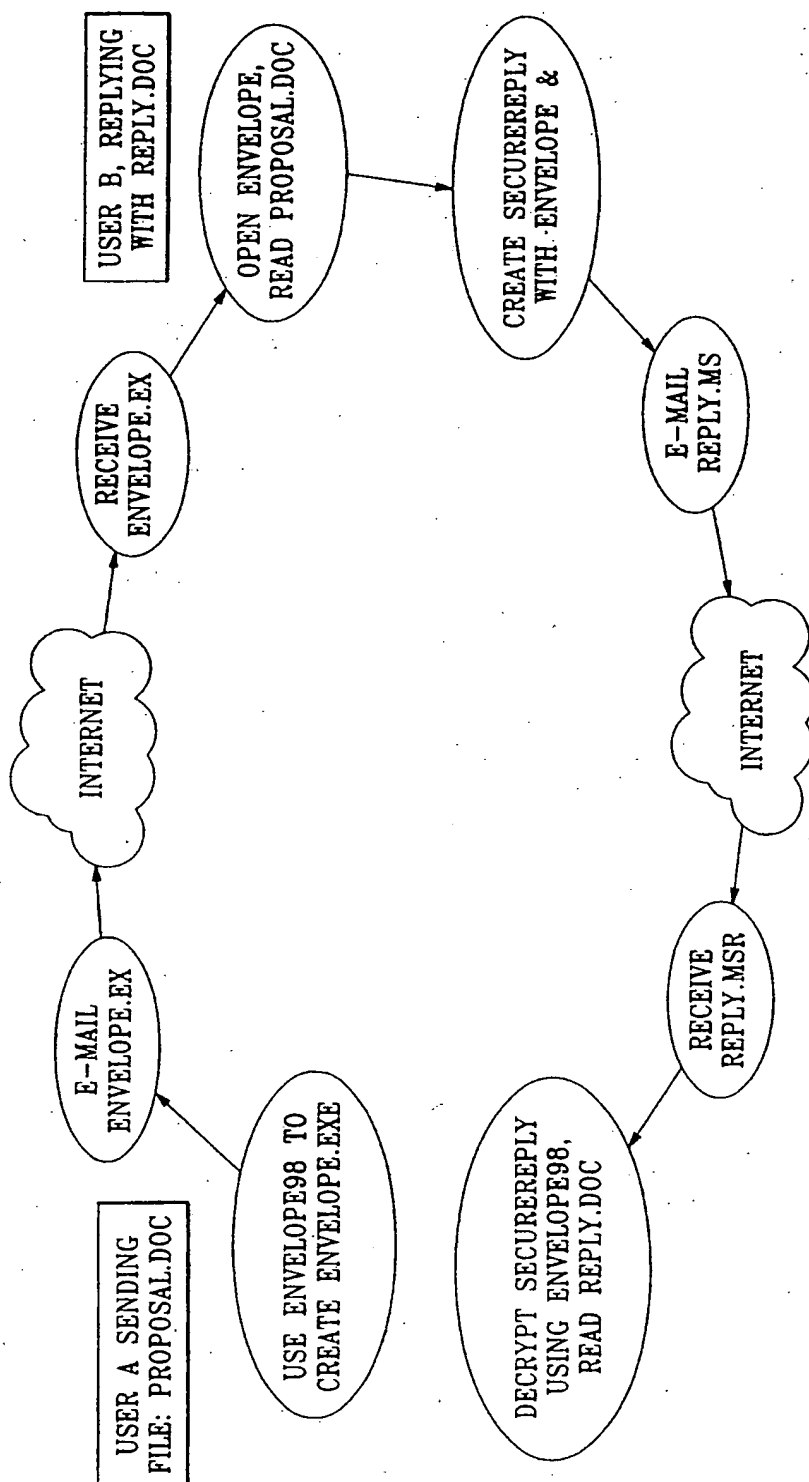 USER A SENDING
FILE: PROPOSAL.DOC
USE ENVELOPE98 TO
CREATE ENVELOPE.EXE
E-MAIL
ENVELOPE.EX
INTERNET
RECEIVE
ENVELOPE.EX
USER B, REPLYING
WITH REPLY.DOC
OPEN ENVELOPE,
READ PROPOSAL.DOC
CREATE SECUREREPLY
WITH ENVELOPE &
E-MAIL
REPLY.MS
INTERNET
RECEIVE
REPLY.MSR
DECRYPT SECUREREPLY
USING ENVELOPE98,
READ REPLY.DOC